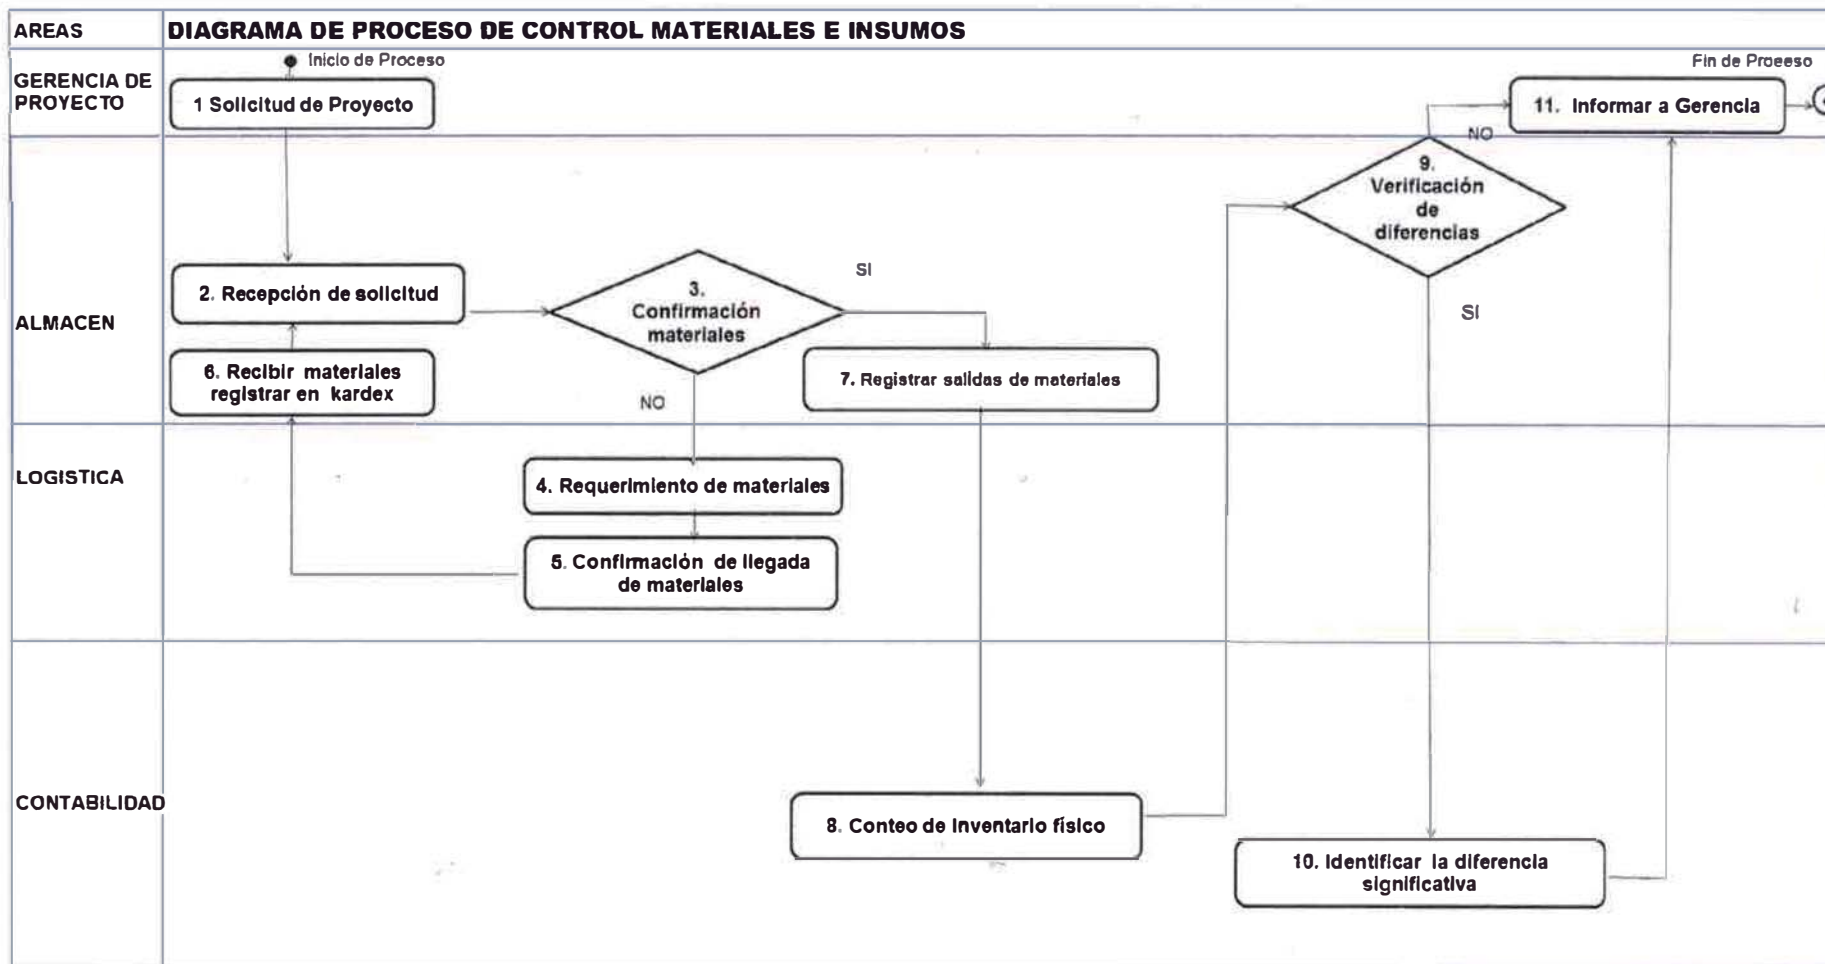 AREAS
DIAGRAMA DE PROCESO DE CONTROL MATERIALES E INSUMOS
GERENCIA DE
PROYECTO
Inicio de Proceso
1 Solicitud de Proyecto
Fin de Proeeso
11. Informar a Gerencia
NO
ALMACEN
9.
Verificación
de
diferencias
SI
2. Recepción de solicitud
3.
Confirmación
materiales
SI
6. Recibir materiales
registrar en kardex
7. Registrar salidas de materiales
NO
LOGISTICA
4. Requerimiento de materiales
5. Confirmación de llegada
de materiales
CONTABILIDAD
8. Conteo de Inventario físico
10. Identificar la diferencia
significativa